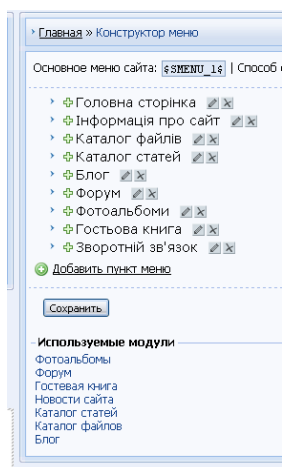 Главная » Конструктор меню
Основное меню сайта: $SMENU_1$ | Способ
Головна сторінка
Інформація про сайт
Каталог файлів
Каталог статей
Блог
Форум
Фотоальбоми
Гостьова книга
Зворотній зв'язок
Добавить пункт меню
Сохранить
Используемые модули
Фотоальбомы
Форум
Гостевая книга
Новости сайта
Каталог статей
Каталог файлов
Блог